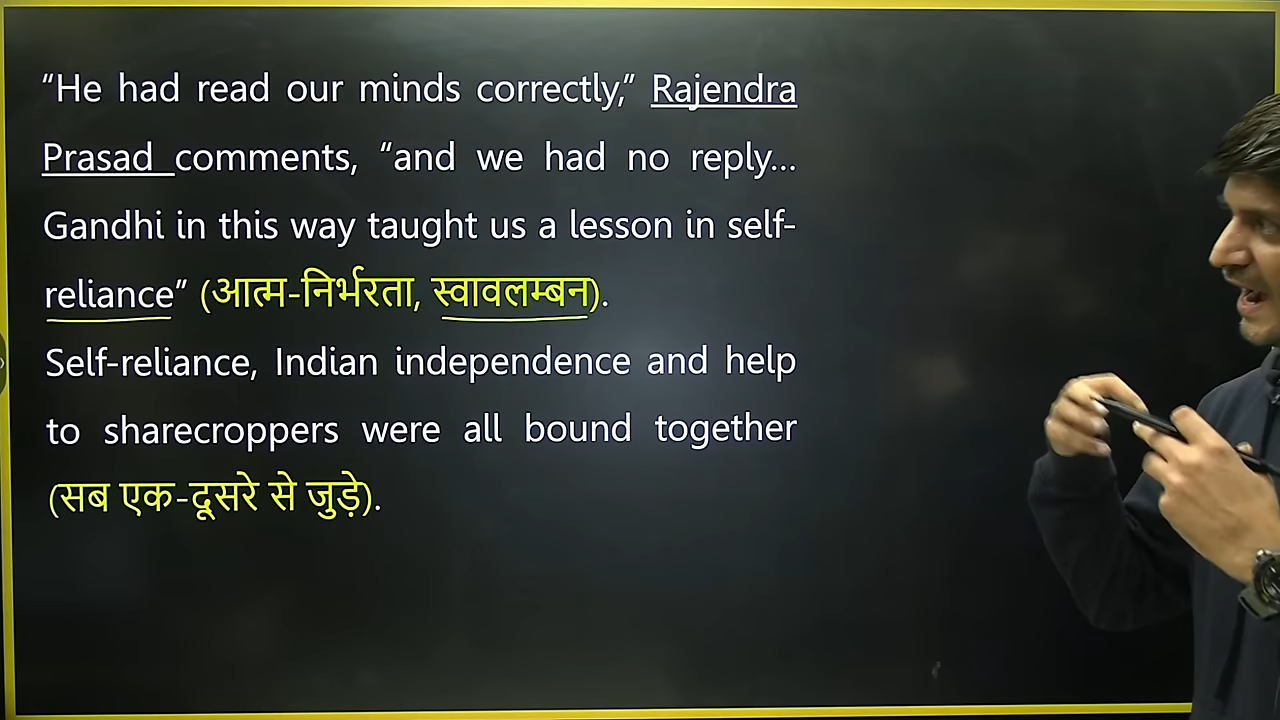 “He had read our minds correctly,” Rajendra
Prasad comments, “and we had no reply...
Gandhi in this way taught us a lesson in self-
reliance” (आत्म-निर्भरता, स्वावलम्बन).
Self-reliance, Indian independence and help
to sharecroppers were all bound together
(सब एक-दूसरे से जुड़े).